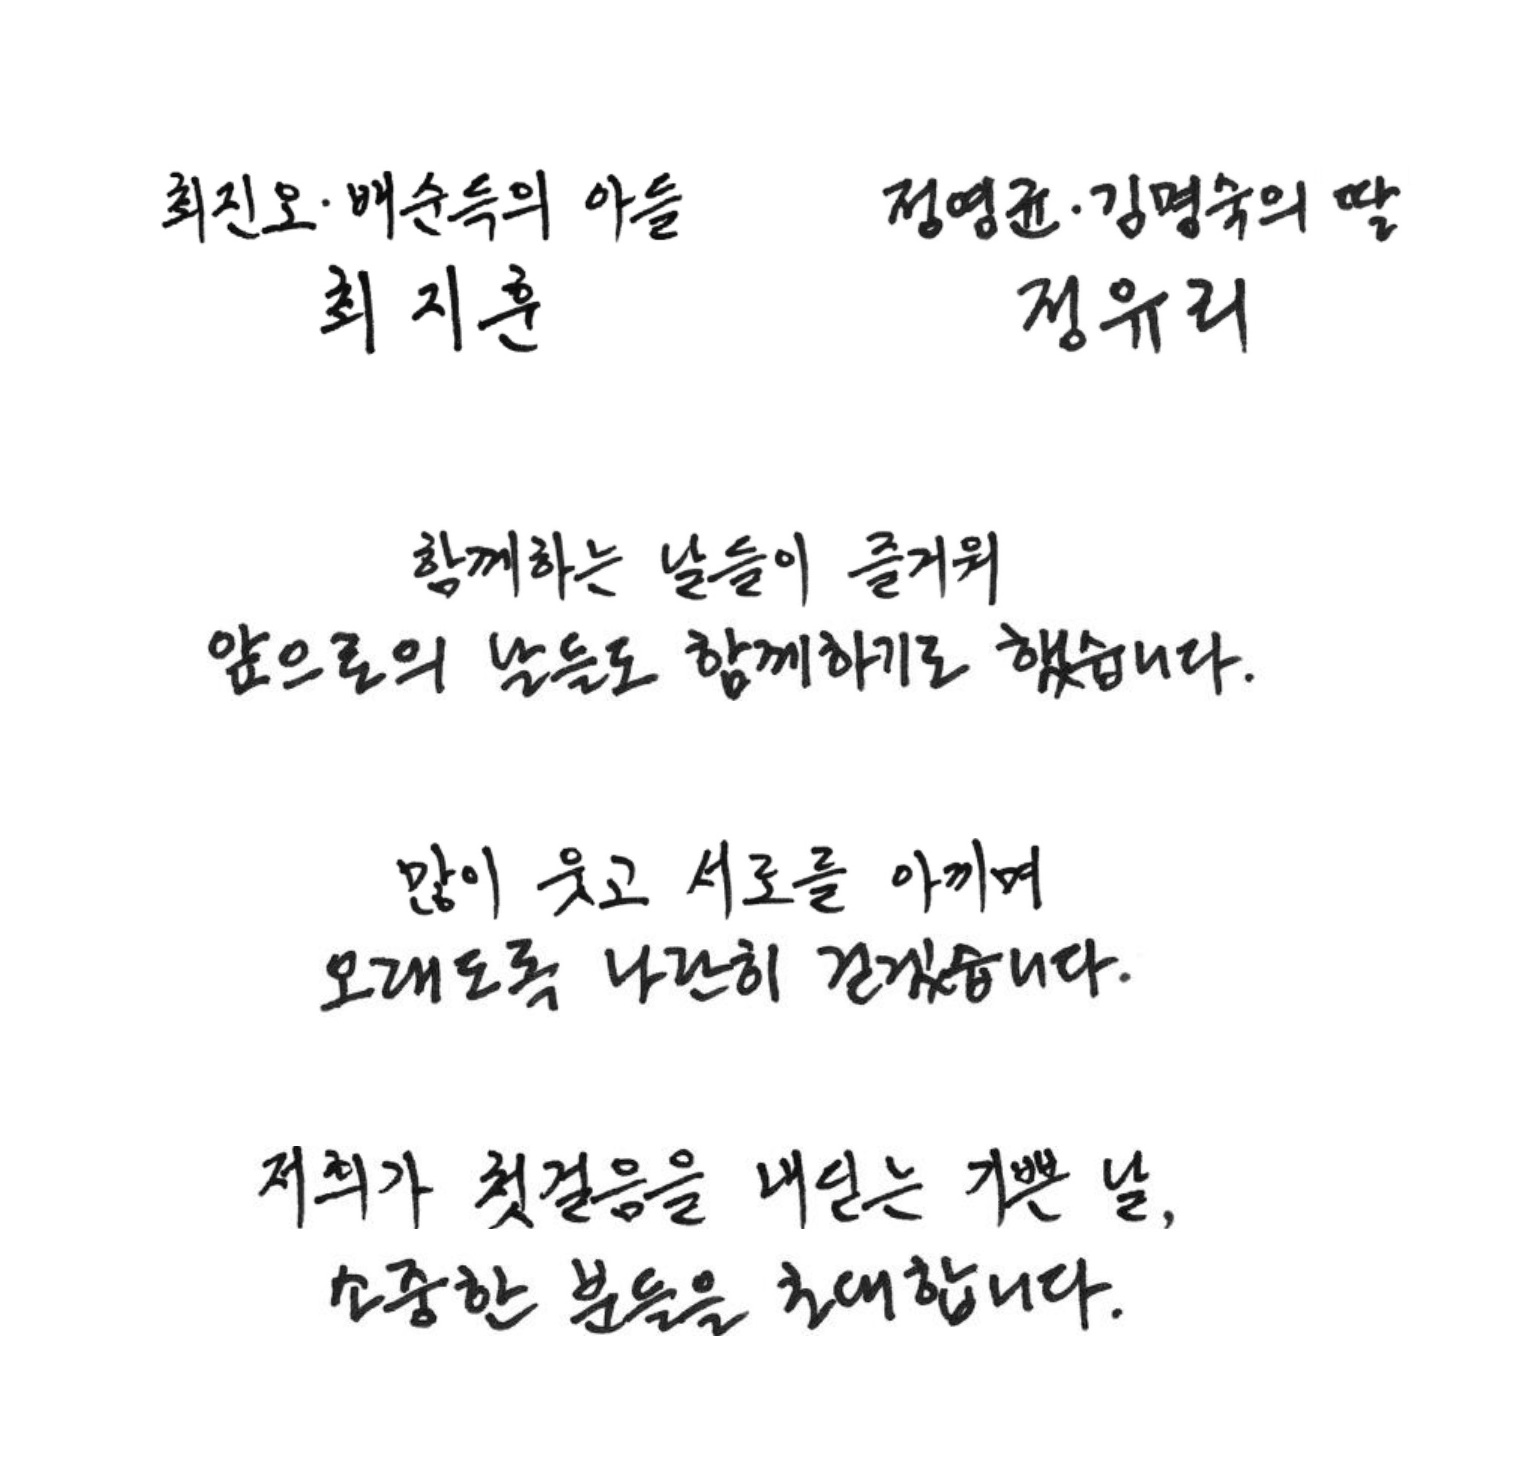 최진오·배순득의 아들
최지훈
정영균·김명숙의 딸
정유리
함께하는 날들이 즐거워
앞으로의 날들도 함께하기로 했습니다.
많이 웃고 서로를 아끼며
오래도록 나란히 걷겠습니다.
저희가 첫걸음을 내딛는 기쁜 날,
소중한 분들을 초대합니다.